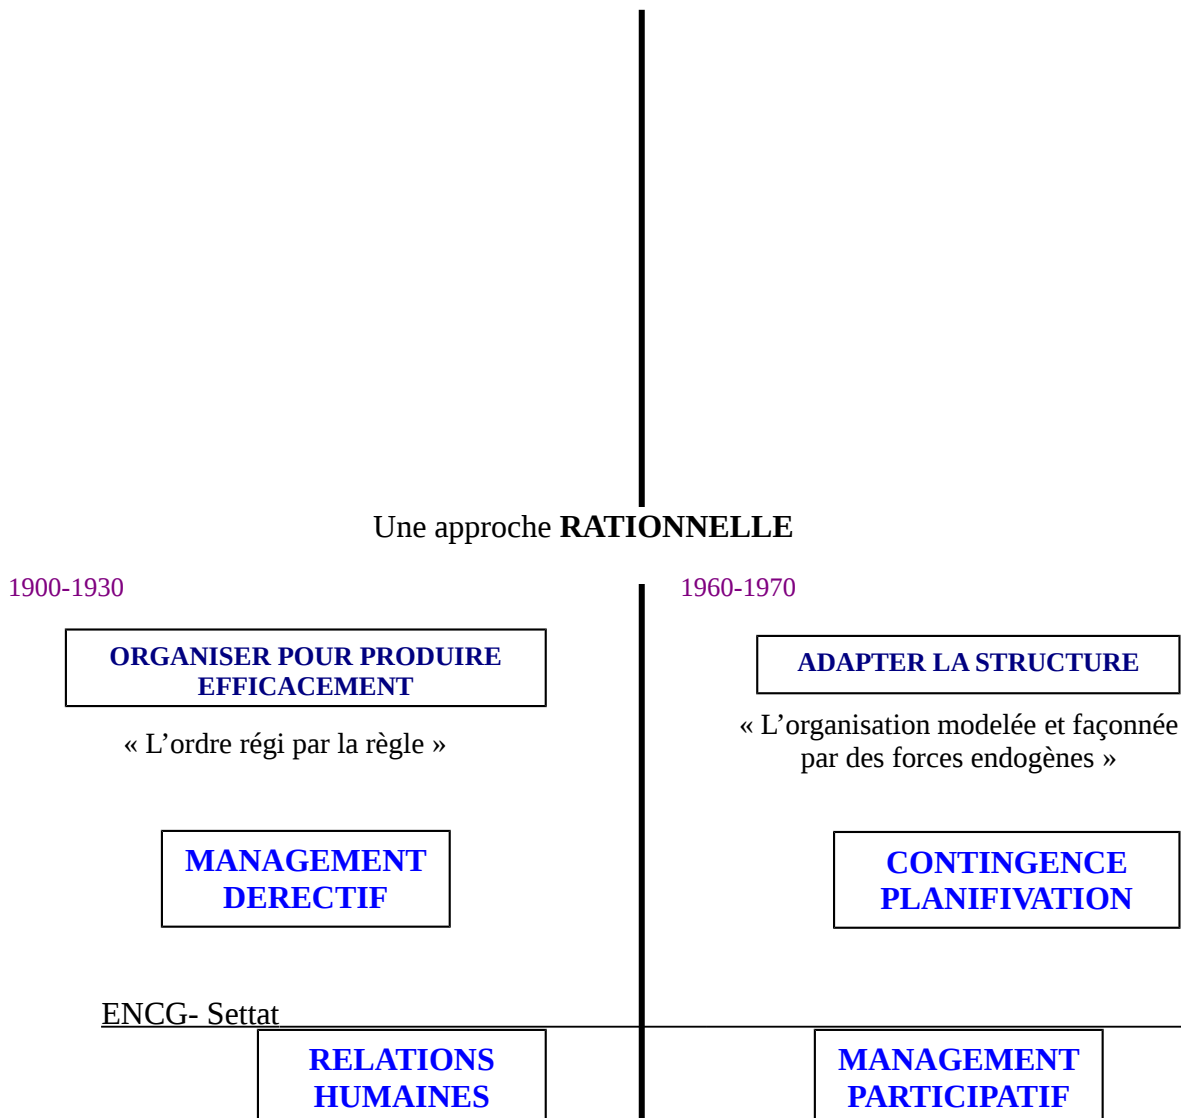 Une approche RATIONNELLE
1900-1930
1960-1970
ORGANISER POUR PRODUIRE
EFFICACEMENT
ADAPTER LA STRUCTURE
« L’ordre régi par la règle »
« L’organisation modelée et façonnée
par des forces endogènes »
MANAGEMENT
DERECTIF
CONTINGENCE
PLANIFIVATION
ENCG- Settat
RELATIONS
HUMAINES
MANAGEMENT
PARTICIPATIF